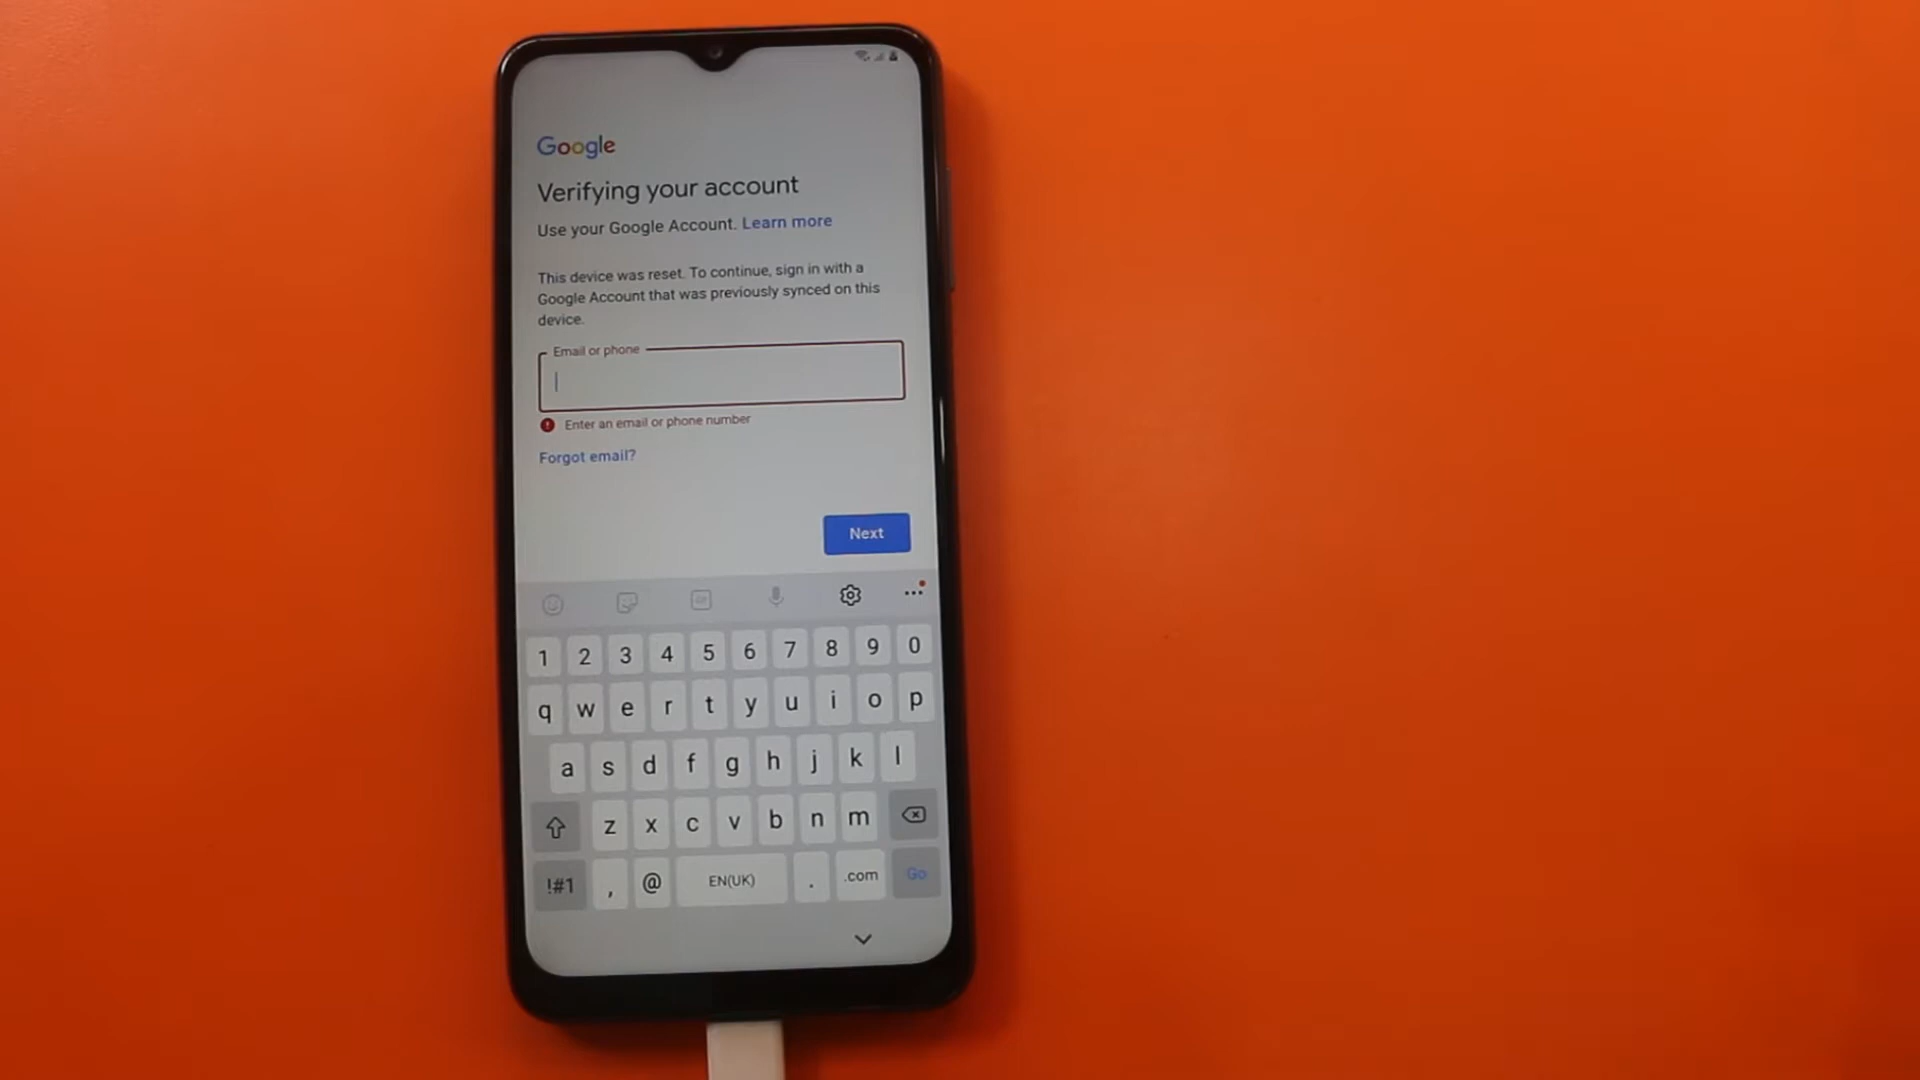 Google
Verifying your account
Use your Google Account. Learn more
This device was reset. To continue, sign in with a
Google Account that was previously synced on this
device.
Email or phone
Enter an email or phone number
Forgot email?
Next
1 2 3 4 5 6 7 8 9 0
q w e r t y u i o p
a s d f g h j k l
z x c v b n m
!#1 , @ EN(UK) . .com Go